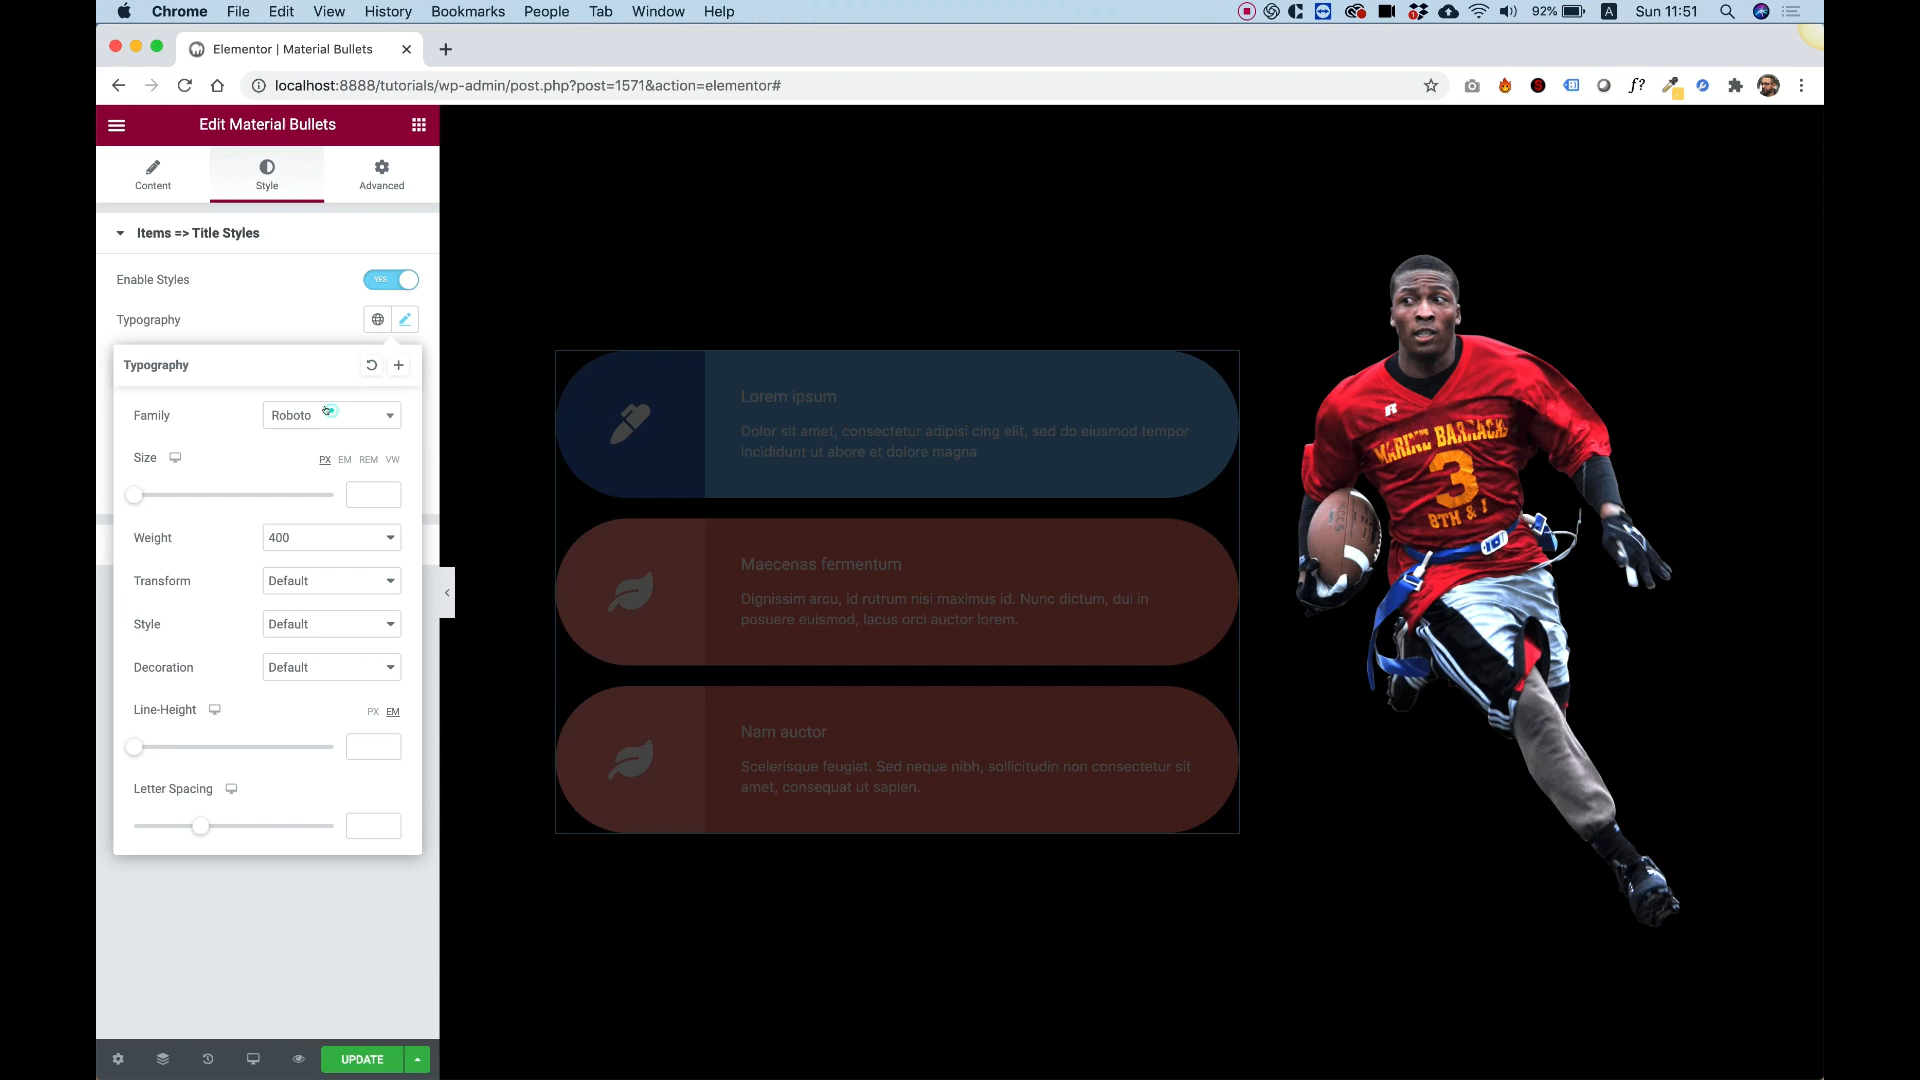 Chrome File Edit View History Bookmarks People Tab Window Help
92% A Sun 11:51
Elementor | Material Bullets
localhost:8888/tutorials/wp-admin/post.php?post=1571&action=elementor#
f?
Edit Material Bullets
Content Style Advanced
Items => Title Styles
Enable Styles YES
Typography
Typography
Family Roboto
Size PX EM REM VW
Weight 400
Transform Default
Style Default
Decoration Default
Line-Height PX EM
Letter Spacing
UPDATE
Lorem ipsum
Dolor sit amet, consectetur adipisi cing elit, sed do eiusmod tempor
incididunt ut abore et dolore magna
Maecenas fermentum
Dignissim arcu, id rutrum nisi maximus id. Nunc dictum, dui in
posuere euismod, lacus orci auctor lorem.
Nam auctor
Scelerisque feugiat. Sed neque nibh, sollicitudin non consectetur sit
amet, consequat ut sapien.
R
MARINE BARRACKS
3
8TH & I